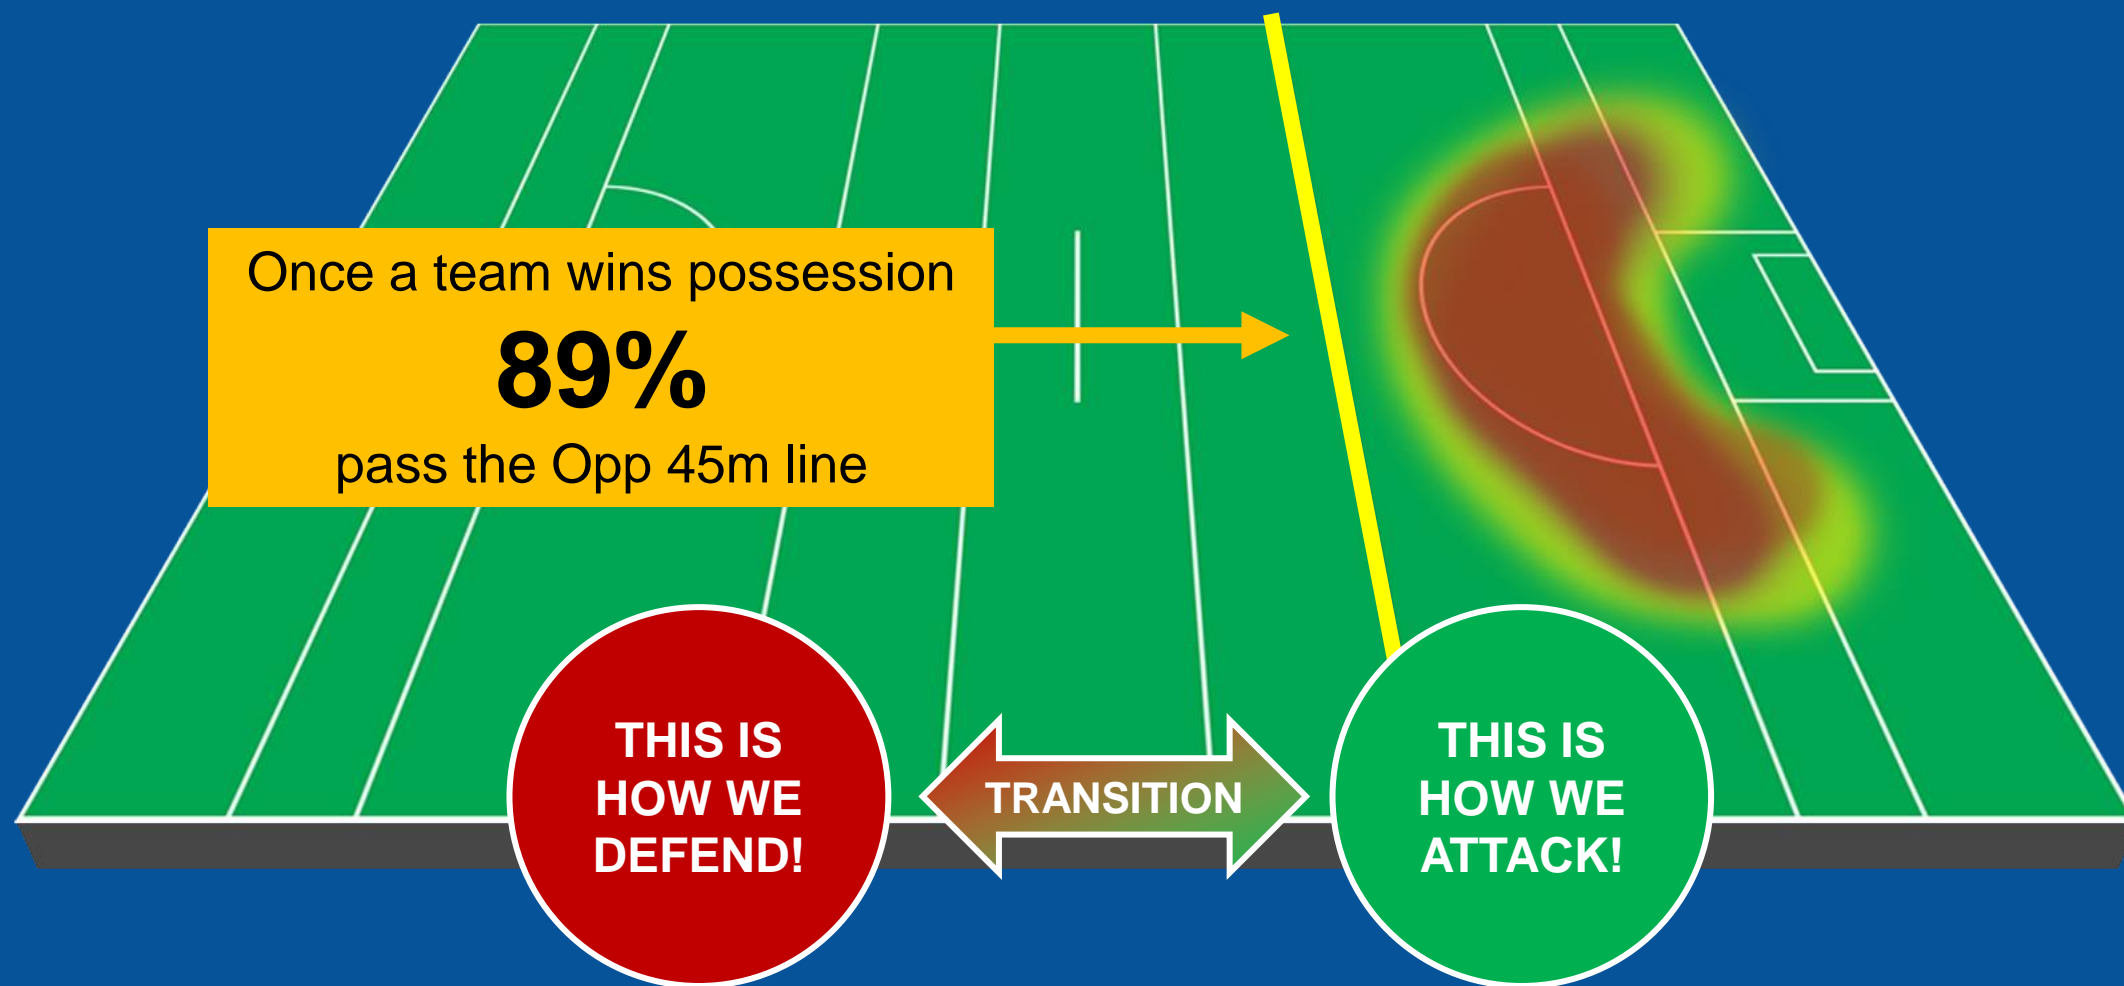 Once a team wins possession
89%
pass the Opp 45m line
THIS IS
HOW WE
DEFEND!
TRANSITION
THIS IS
HOW WE
ATTACK!